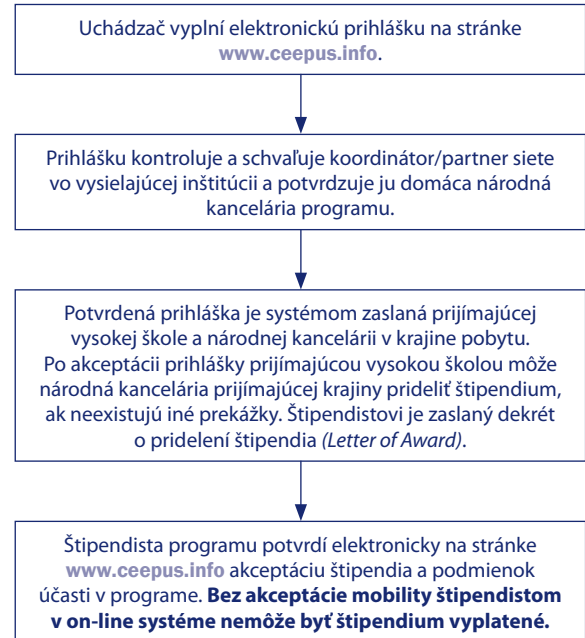 Uchádzač vyplní elektronickú prihlášku na stránke
www.ceepus.info.
Prihlášku kontroluje a schvaľuje koordinátor/partner siete
vo vysielajúcej inštitúcii a potvrdzuje ju domáca národná
kancelária programu.
Potvrdená prihláška je systémom zaslaná prijímajúcej
vysokej škole a národnej kancelárii v krajine pobytu.
Po akceptácii prihlášky prijímajúcou vysokou školou môže
národná kancelária prijímajúcej krajiny prideliť štipendium,
ak neexistujú iné prekážky. Štipendistovi je zaslaný dekrét
o pridelení štipendia (Letter of Award).
Štipendista programu potvrdí elektronicky na stránke
www.ceepus.info akceptáciu štipendia a podmienok
účasti v programe. Bez akceptácie mobility štipendistom
v on-line systéme nemôže byť štipendium vyplatené.